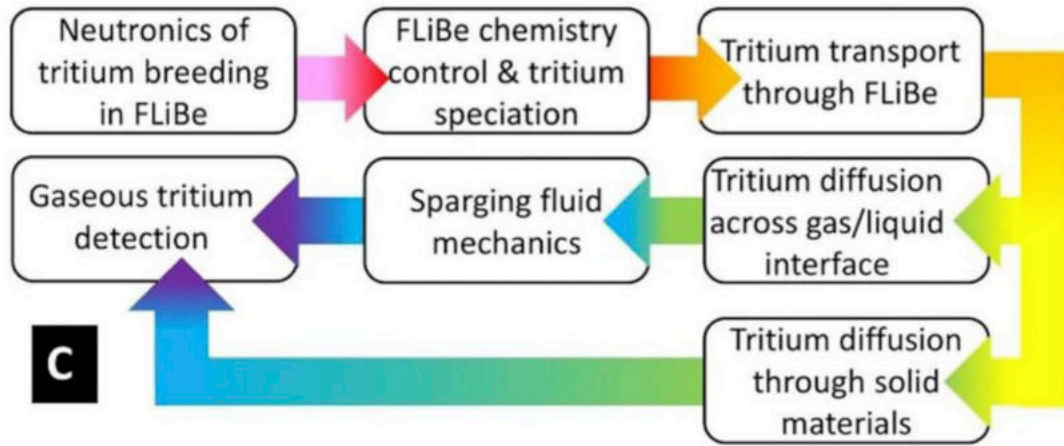 Neutronics of
tritium breeding
in FLiBe
FLiBe chemistry
control & tritium
speciation
Tritium transport
through FLiBe
Gaseous tritium
detection
Sparging fluid
mechanics
Tritium diffusion
across gas/liquid
interface
C
Tritium diffusion
through solid
materials